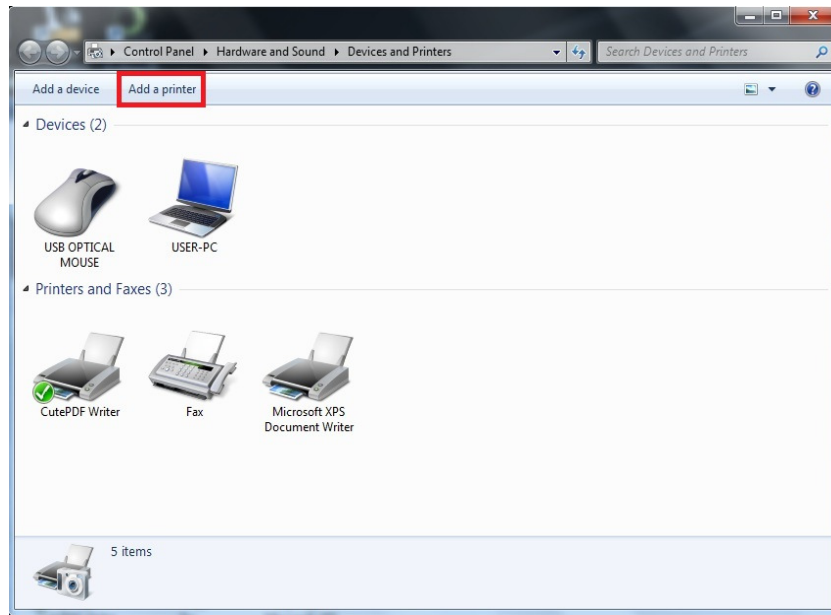 Control Panel ▸ Hardware and Sound ▸ Devices and Printers
Search Devices and Printers
Add a device
Add a printer
Devices (2)
USB OPTICAL
MOUSE
USER-PC
Printers and Faxes (3)
CutePDF Writer
Fax
Microsoft XPS
Document Writer
5 items